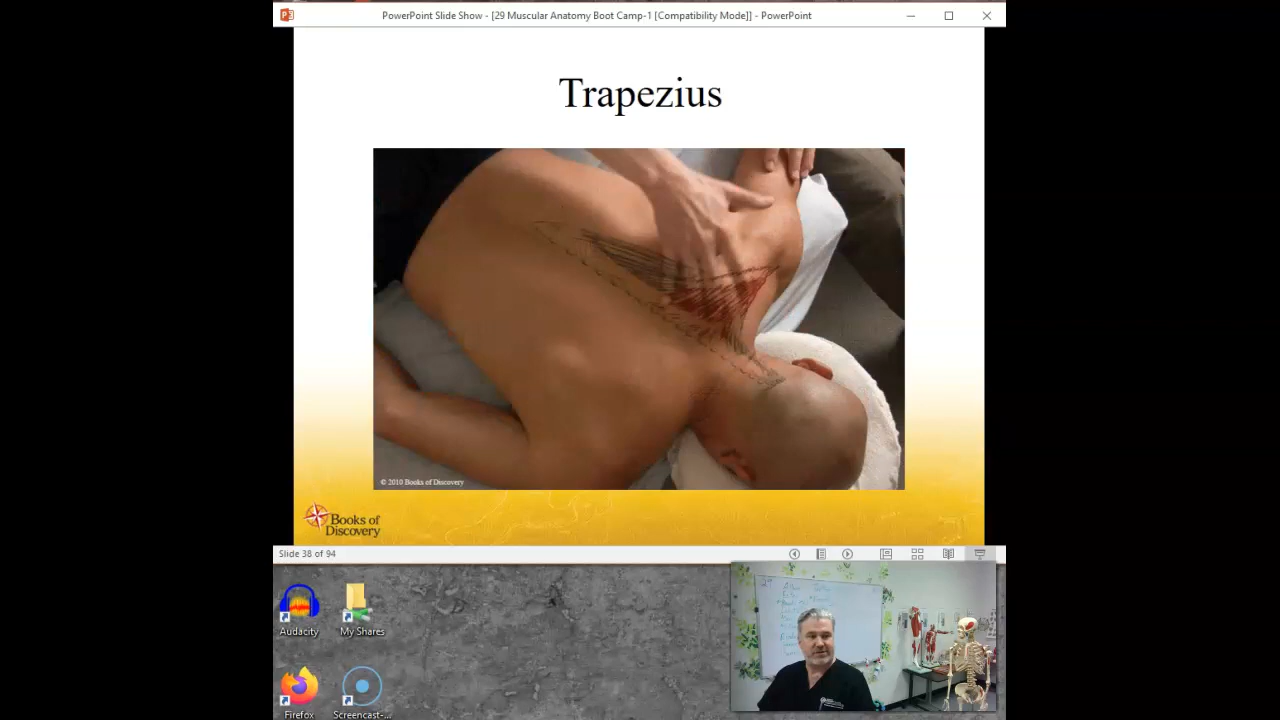 PowerPoint Slide Show - [29 Muscular Anatomy Boot Camp-1 [Compatibility Mode]] - PowerPoint
Trapezius
© 2010 Books of Discovery
Books of
Discovery
Slide 38 of 94
Audacity
My Shares
Firefox
Screencast-...